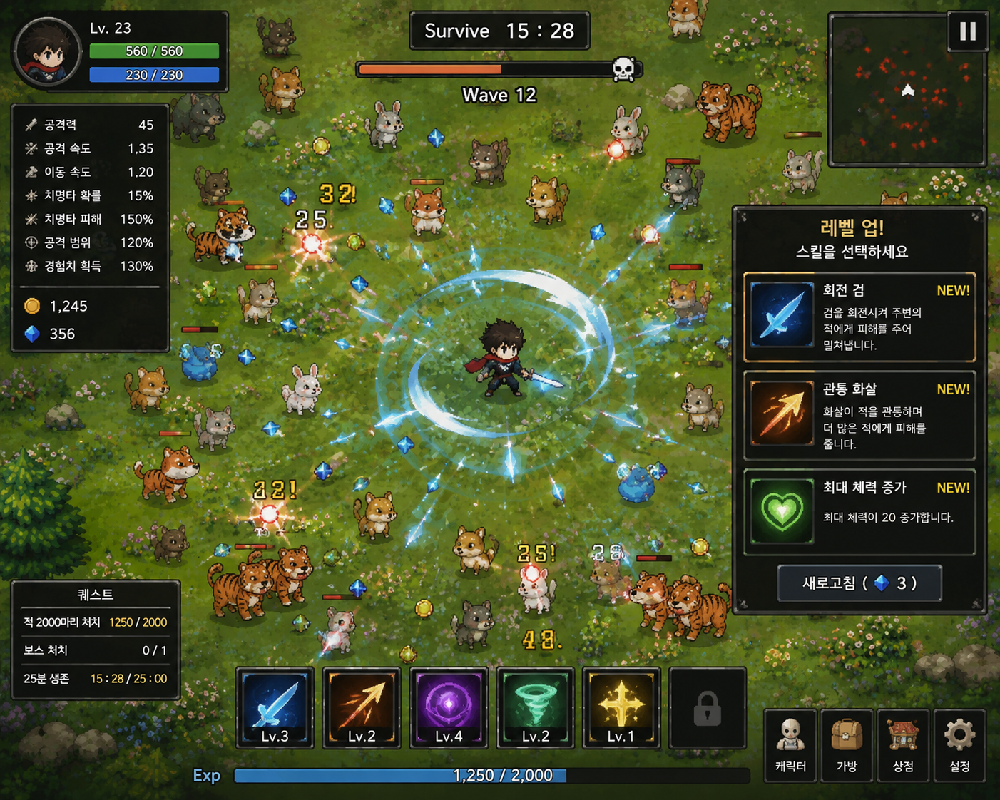 Lv. 23
560 / 560
230 / 230
Survive 15 : 28
Wave 12
공격력 45
공격 속도 1.35
이동 속도 1.20
치명타 확률 15%
치명타 피해 150%
공격 범위 120%
경험치 획득 130%
1,245
356
32!
25.
22!
25!
28
48.
레벨 업!
스킬을 선택하세요
회전 검 NEW!
검을 회전시켜 주변의
적에게 피해를 주어
밀쳐냅니다.
관통 화살 NEW!
화살이 적을 관통하며
더 많은 적에게 피해를
줍니다.
최대 체력 증가 NEW!
최대 체력이 20 증가합니다.
새로고침 ( 3 )
퀘스트
적 2000마리 처치 1250 / 2000
보스 처치 0 / 1
25분 생존 15 : 28 / 25 : 00
Lv.3
Lv.2
Lv.4
Lv.2
Lv.1
Exp 1,250 / 2,000
캐릭터
가방
상점
설정